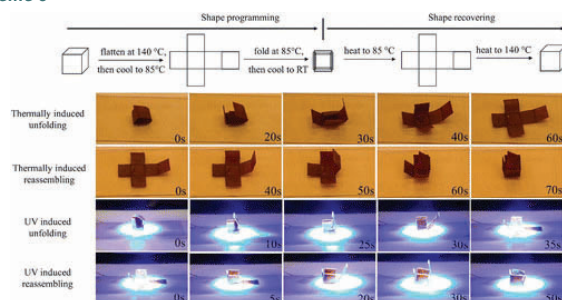 Shape programming
Shape recovering
flatten at 140 °C,
then cool to 85°C
fold at 85°C,
then cool to RT
heat to 85 °C
heat to 140°C
Thermally induced
unfolding
0s
20s
30s
40s
60s
Thermally induced
reassembling
0s
40s
50s
60s
70s
UV induced
unfolding
0s
10s
25s
30s
35s
UV induced
reassembling
0s
5s
20s
30s
50s